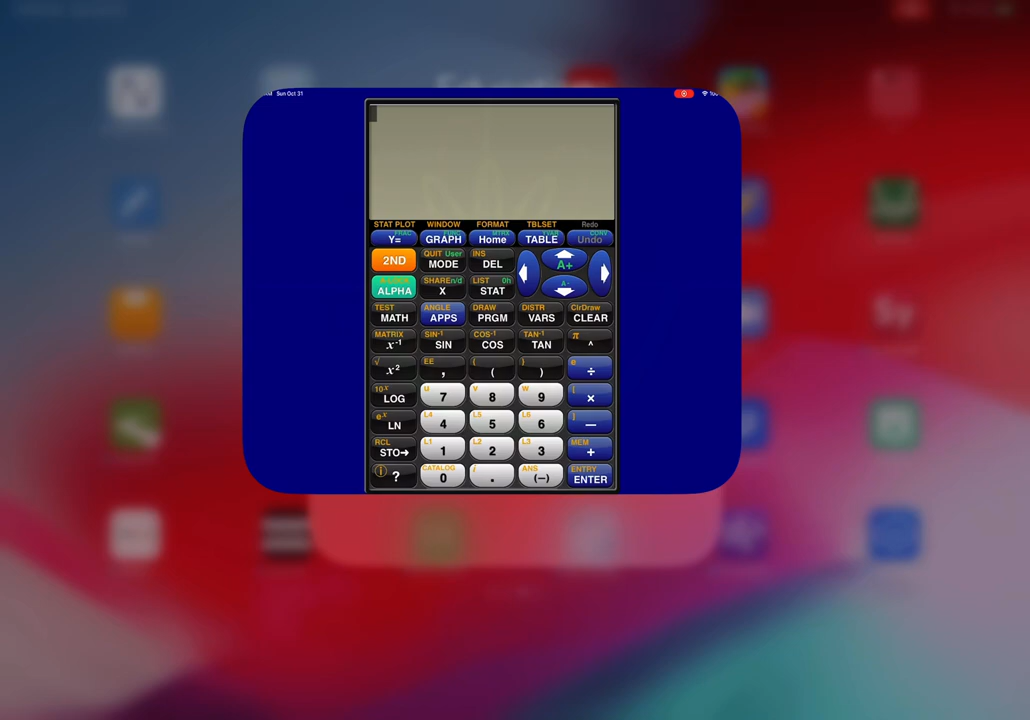 Sun Oct 31
STAT PLOT WINDOW FORMAT TBLSET Redo
Y= GRAPH Home TABLE Undo
QUIT User INS
2ND MODE DEL A+
SHARE n/d LIST 0h A-
ALPHA X STAT
TEST ANGLE DRAW DISTR ClrDraw
MATH APPS PRGM VARS CLEAR
MATRIX SIN-1 COS-1 TAN-1 π
x-1 SIN COS TAN ^
√ EE { } e
x2 , ( ) ÷
10x u v w [
LOG 7 8 9 ×
ex L4 L5 L6 ]
LN 4 5 6 —
RCL L1 L2 L3 MEM
STO➔ 1 2 3 +
CATALOG i ANS ENTRY
? 0 . (−) ENTER